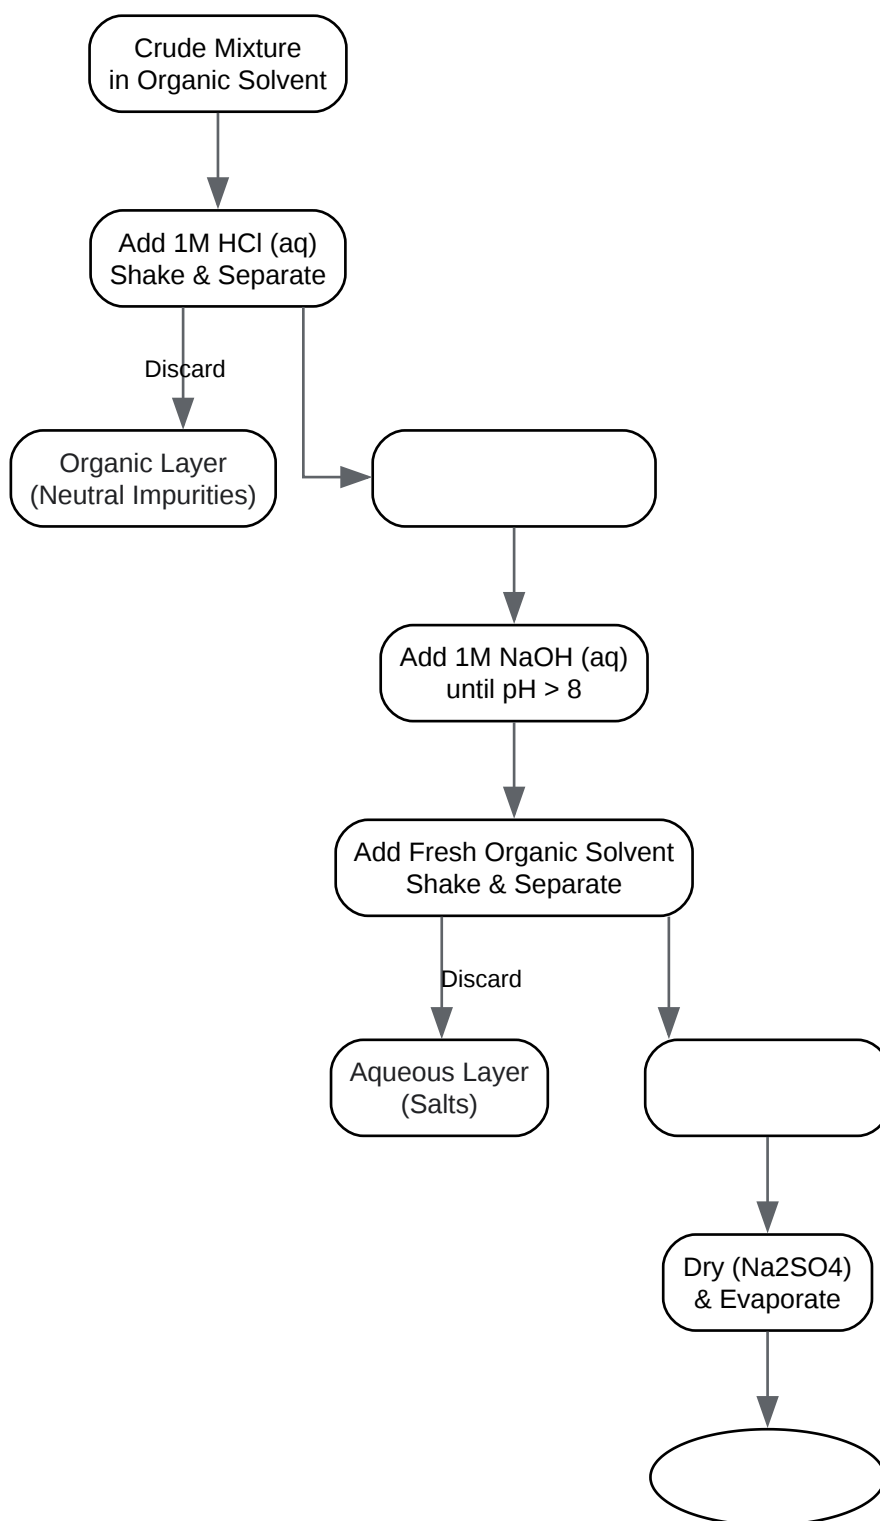 Crude Mixture
in Organic Solvent
Add 1M HCl (aq)
Shake & Separate
Discard
Organic Layer
(Neutral Impurities)
Add 1M NaOH (aq)
until pH > 8
Add Fresh Organic Solvent
Shake & Separate
Discard
Aqueous Layer
(Salts)
Dry (Na2SO4)
& Evaporate